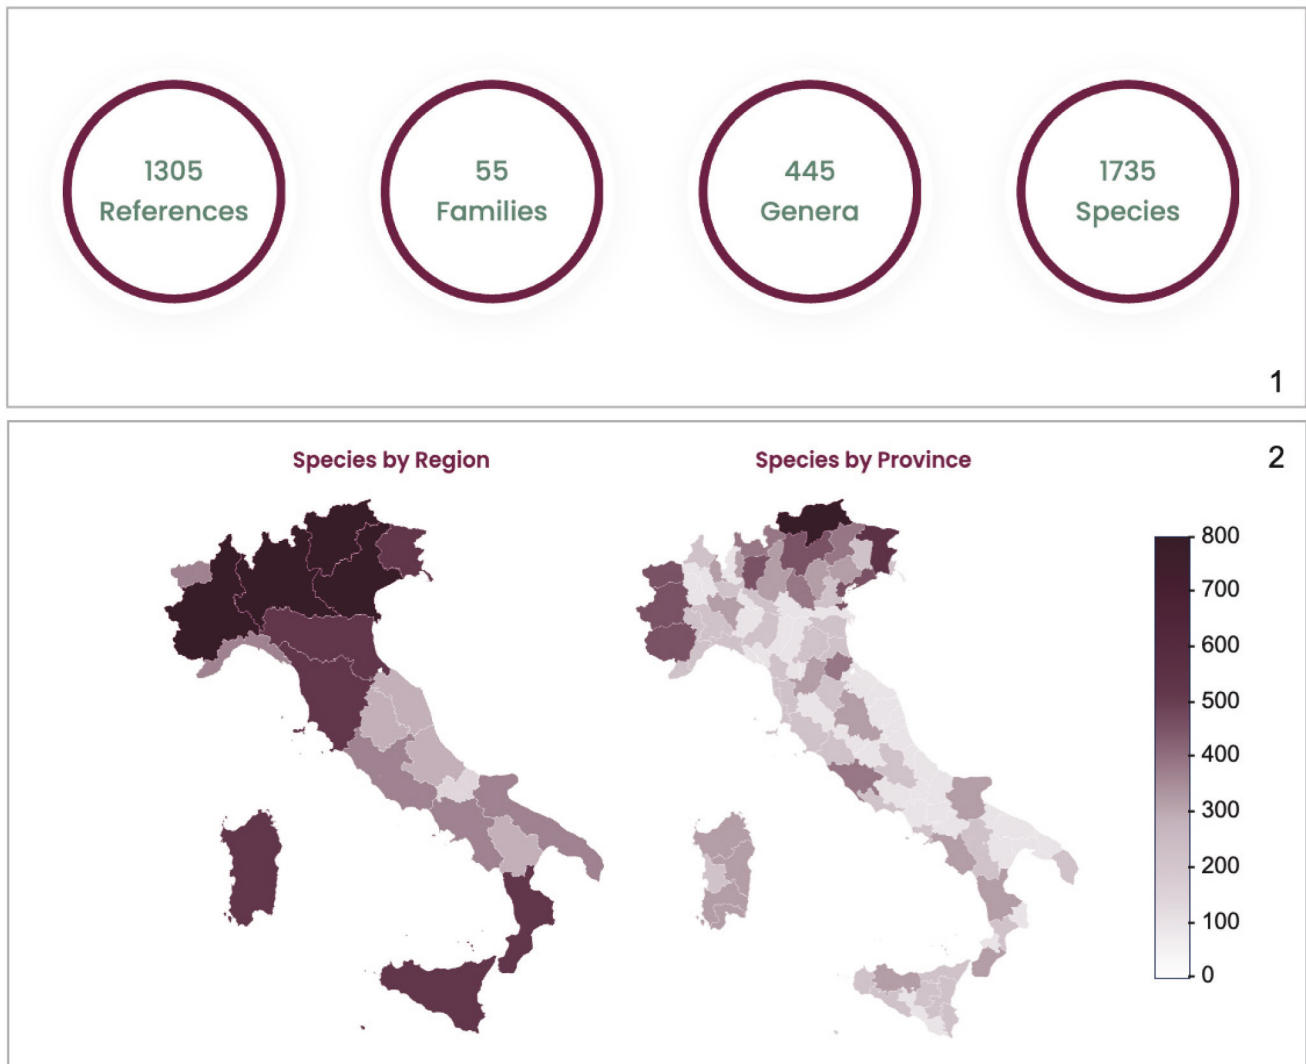 1305
References
55
Families
445
Genera
1735
Species
1
Species by Region
Species by Province
2
800
700
600
500
400
300
200
100
0